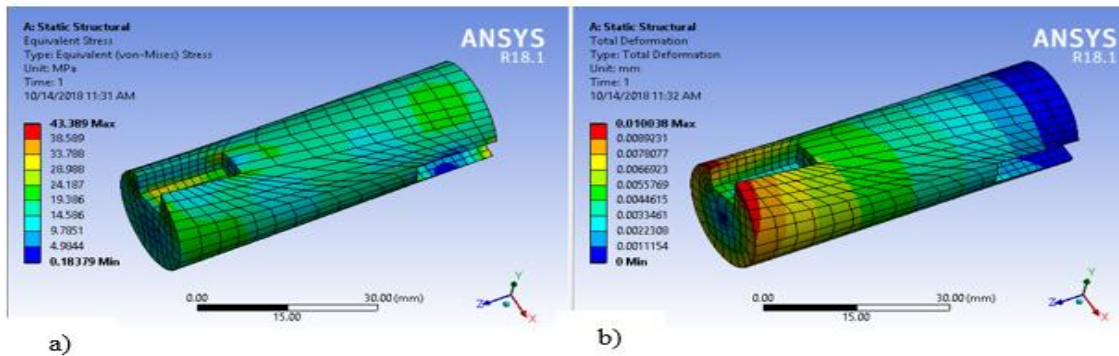 A: Static Structural
Equivalent Stress
Type: Equivalent (von-Mises) Stress
Unit: MPa
Time: 1
10/14/2018 11:31 AM
ANSYS
R18.1
43.389 Max
38.589
33.788
28.988
24.187
19.386
14.586
9.7851
4.9844
0.18379 Min
0.00
30.00 (mm)
15.00
Y
Z
X
a)
A: Static Structural
Total Deformation
Type: Total Deformation
Unit: mm
Time: 1
10/14/2018 11:32 AM
ANSYS
R18.1
0.010038 Max
0.0089231
0.0078077
0.0066923
0.0055769
0.0044615
0.0033461
0.0022308
0.0011154
0 Min
0.00
30.00 (mm)
15.00
Y
Z
X
b)